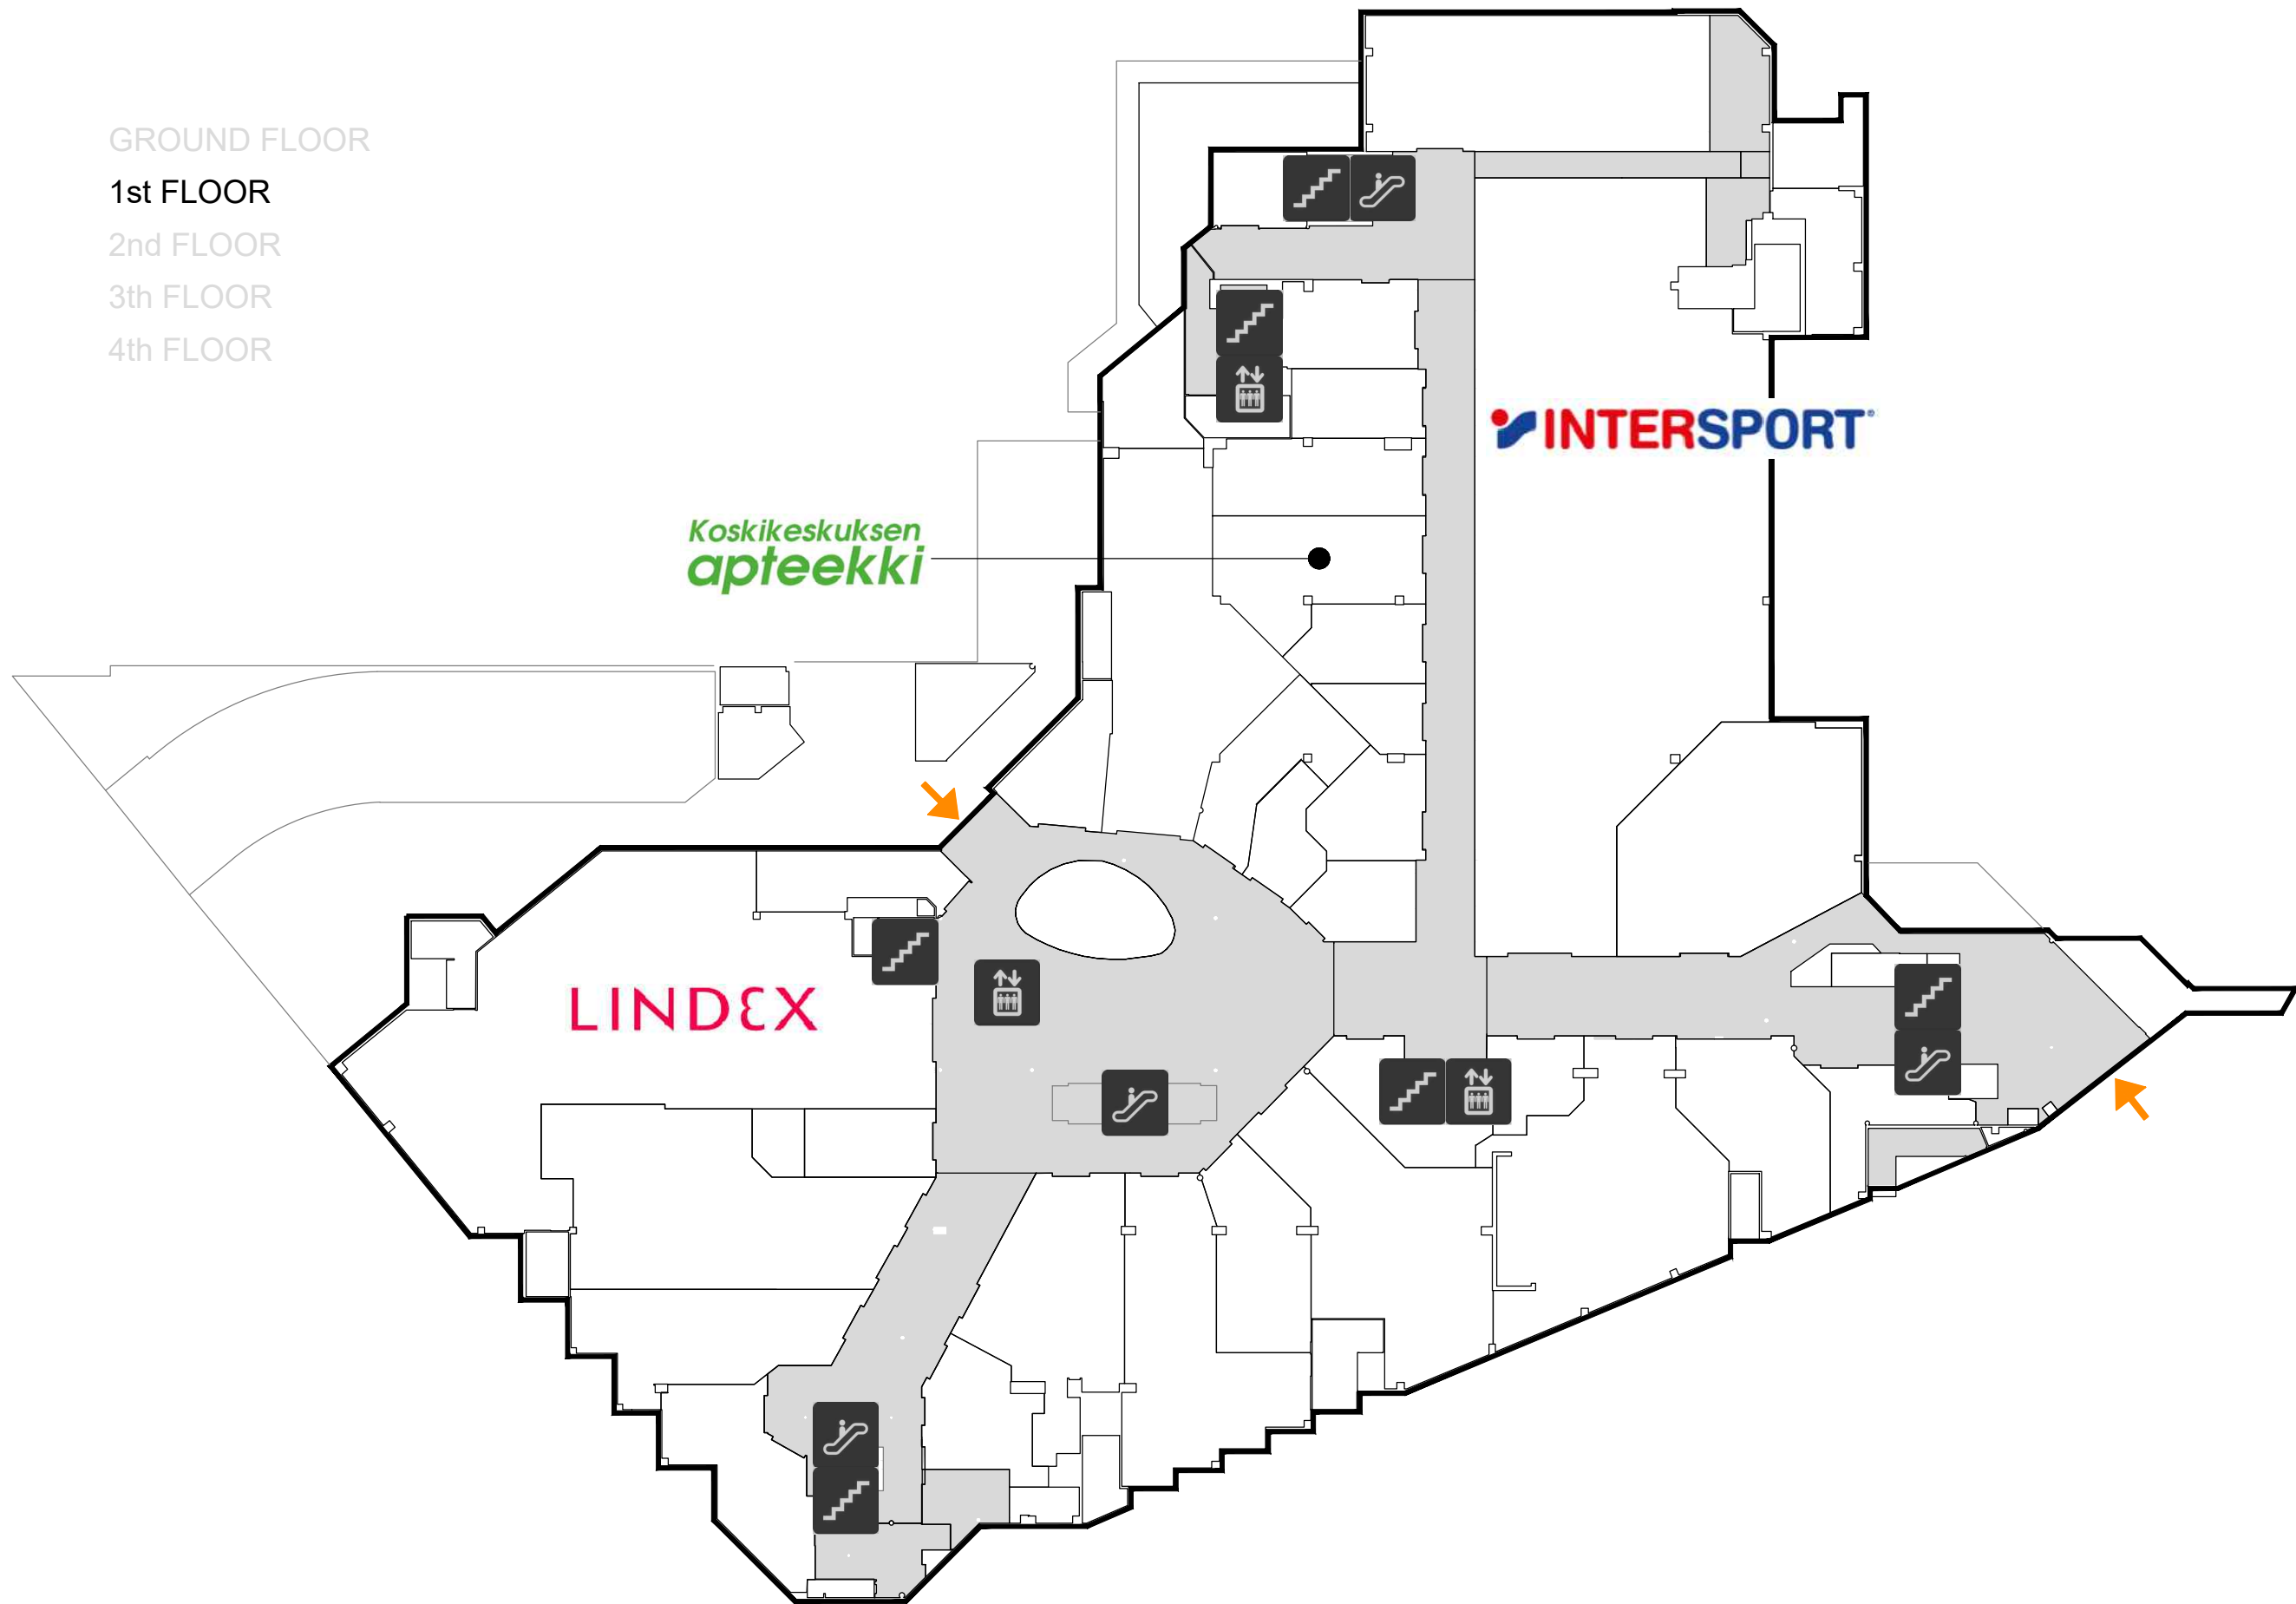 GROUND FLOOR
1st FLOOR
2nd FLOOR
3th FLOOR
4th FLOOR
INTERSPORT
Koskikeskuksen
apteekki
LINDEX